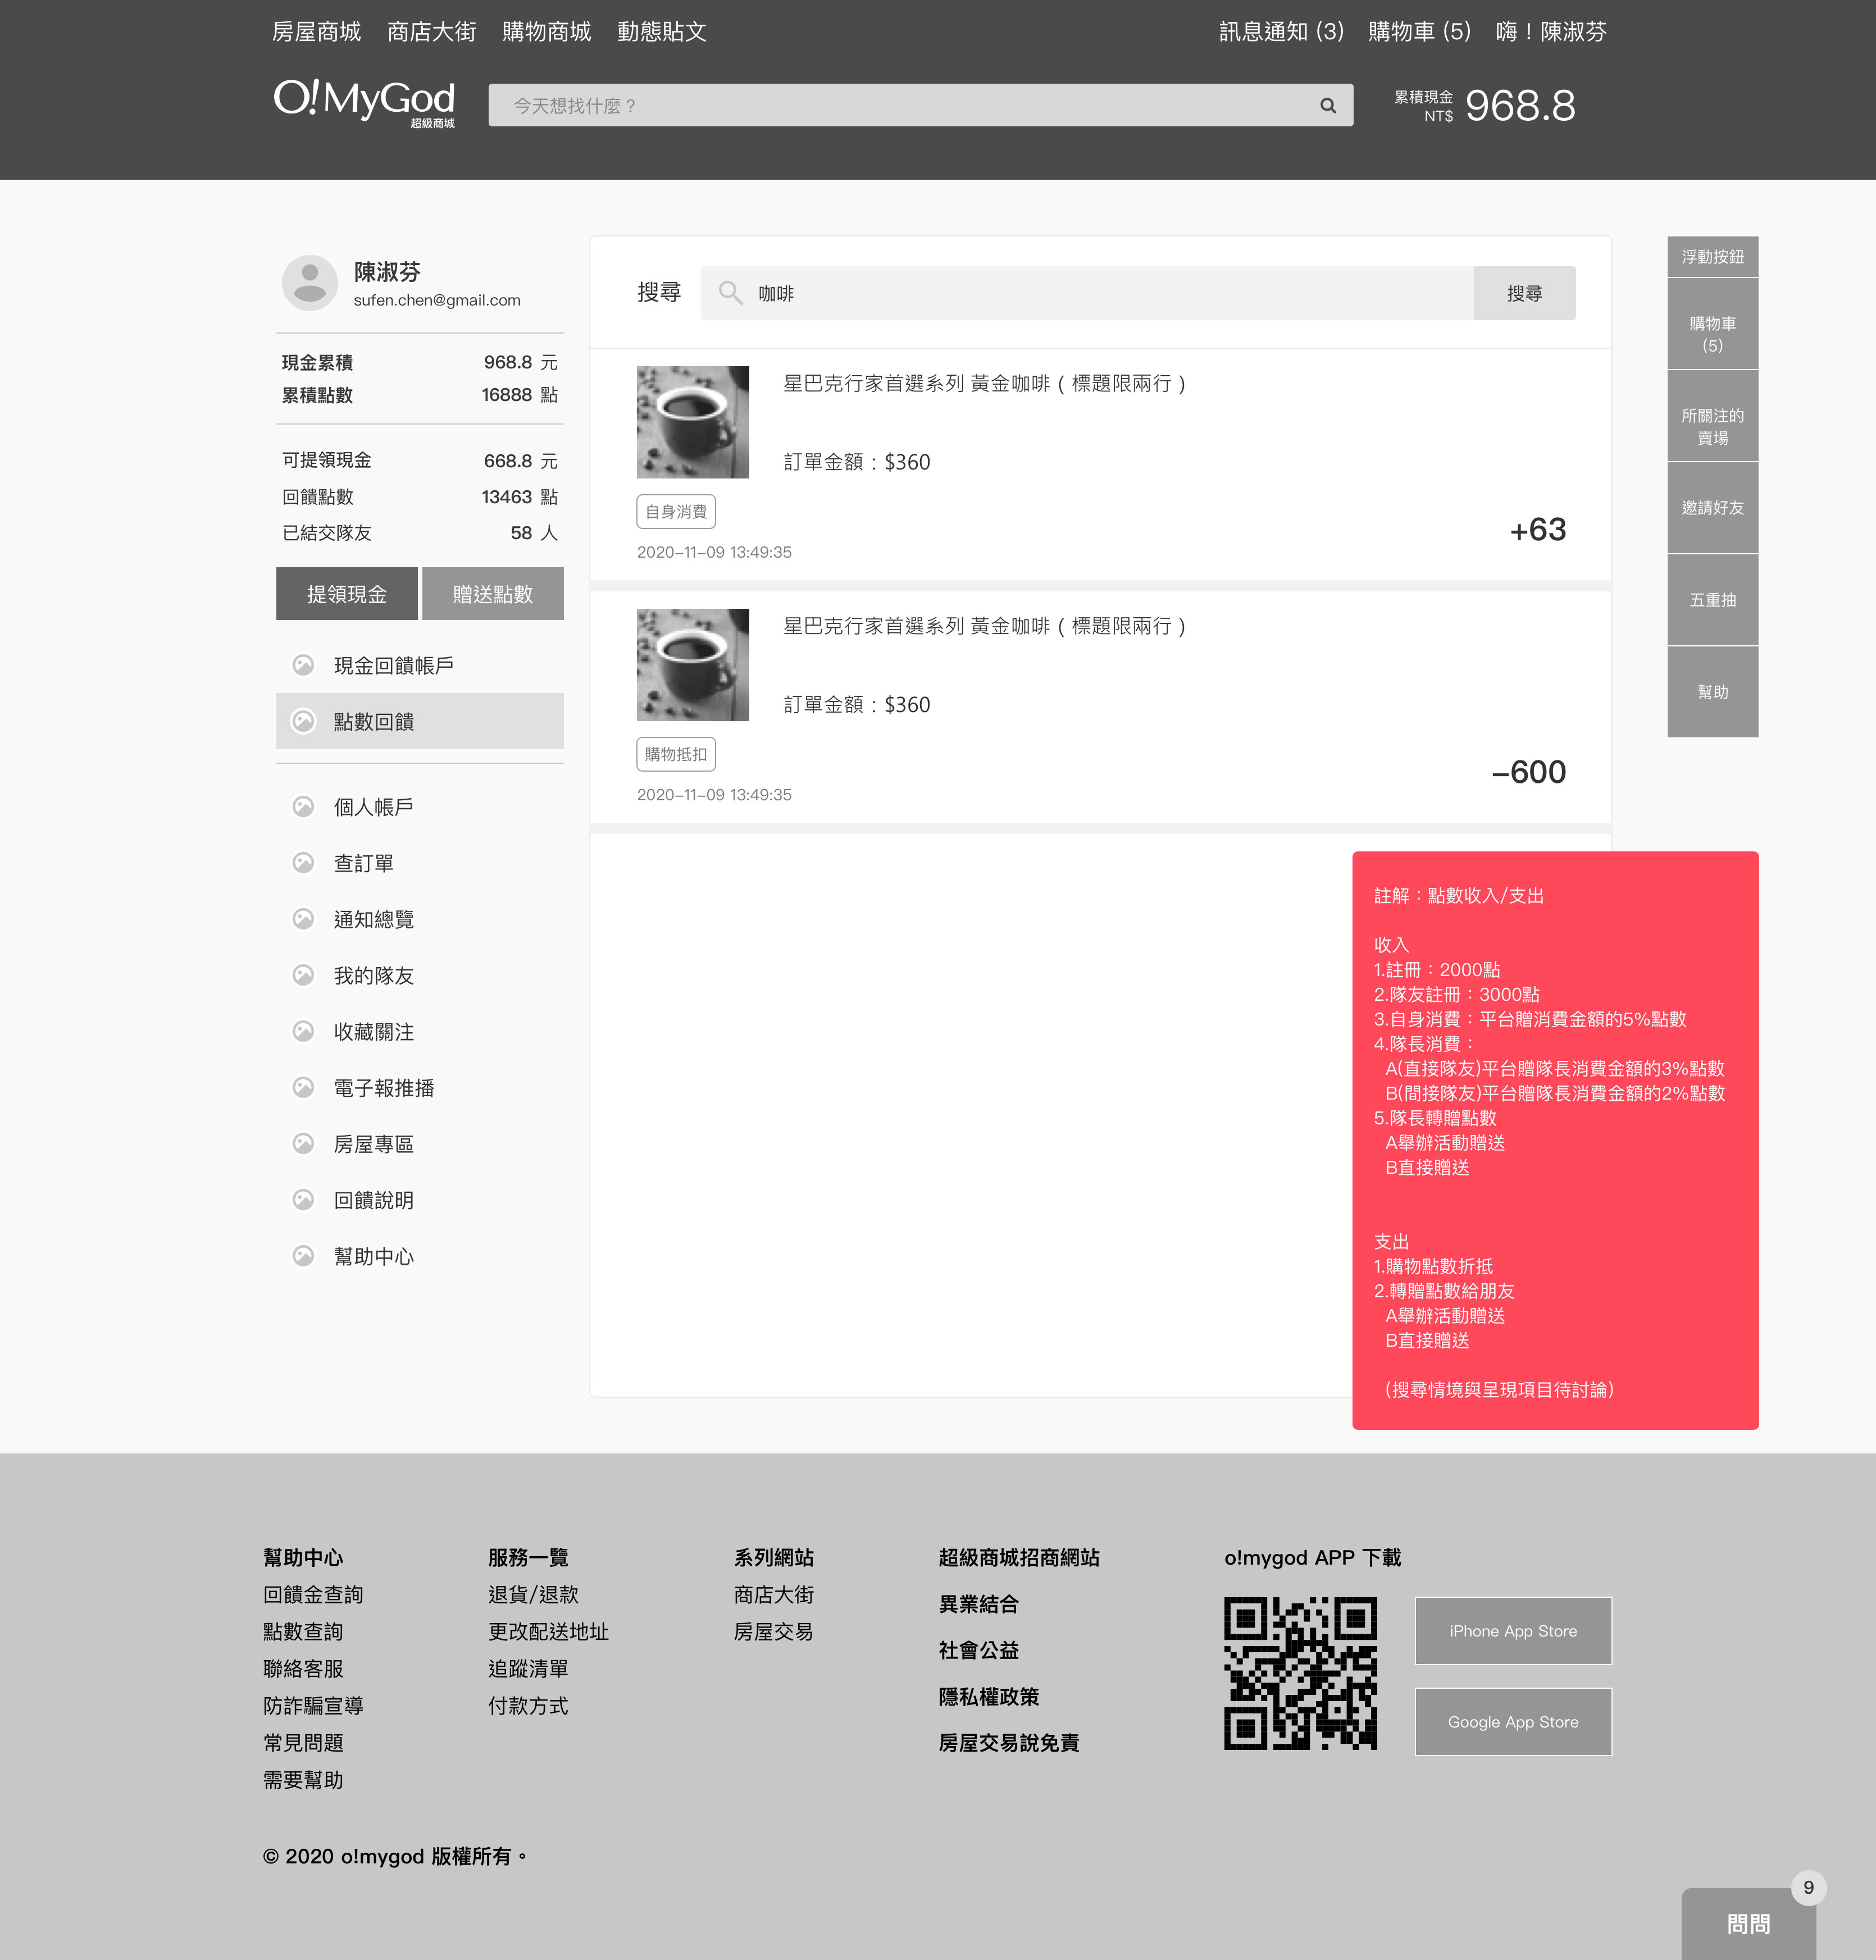 房屋商城 商店大街 購物商城 動態貼文 訊息通知 (3) 購物車 (5) 嗨！陳淑芬
O!MyGod
超級商城
今天想找什麼？
累積現金
NT$
968.8
陳淑芬
sufen.chen@gmail.com
現金累積 968.8 元
累積點數 16888 點
可提領現金 668.8 元
回饋點數 13463 點
已結交隊友 58 人
提領現金 贈送點數
現金回饋帳戶
點數回饋
個人帳戶
查訂單
通知總覽
我的隊友
收藏關注
電子報推播
房屋專區
回饋說明
幫助中心
搜尋 咖啡 搜尋
星巴克行家首選系列 黃金咖啡（標題限兩行）
訂單金額：$360
自身消費
+63
2020-11-09 13:49:35
星巴克行家首選系列 黃金咖啡（標題限兩行）
訂單金額：$360
購物抵扣
-600
2020-11-09 13:49:35
浮動按鈕
購物車
(5)
所關注的
賣場
邀請好友
五重抽
幫助
註解：點數收入/支出
收入
1.註冊：2000點
2.隊友註冊：3000點
3.自身消費：平台贈消費金額的5%點數
4.隊長消費：
A(直接隊友)平台贈隊長消費金額的3%點數
B(間接隊友)平台贈隊長消費金額的2%點數
5.隊長轉贈點數
A舉辦活動贈送
B直接贈送
支出
1.購物點數折抵
2.轉贈點數給朋友
A舉辦活動贈送
B直接贈送
（搜尋情境與呈現項目待討論）
幫助中心
回饋金查詢
點數查詢
聯絡客服
防詐騙宣導
常見問題
需要幫助
服務一覽
退貨/退款
更改配送地址
追蹤清單
付款方式
系列網站
商店大街
房屋交易
超級商城招商網站
異業結合
社會公益
隱私權政策
房屋交易說免責
o!mygod APP 下載
iPhone App Store
Google App Store
© 2020 o!mygod 版權所有。
9
問問